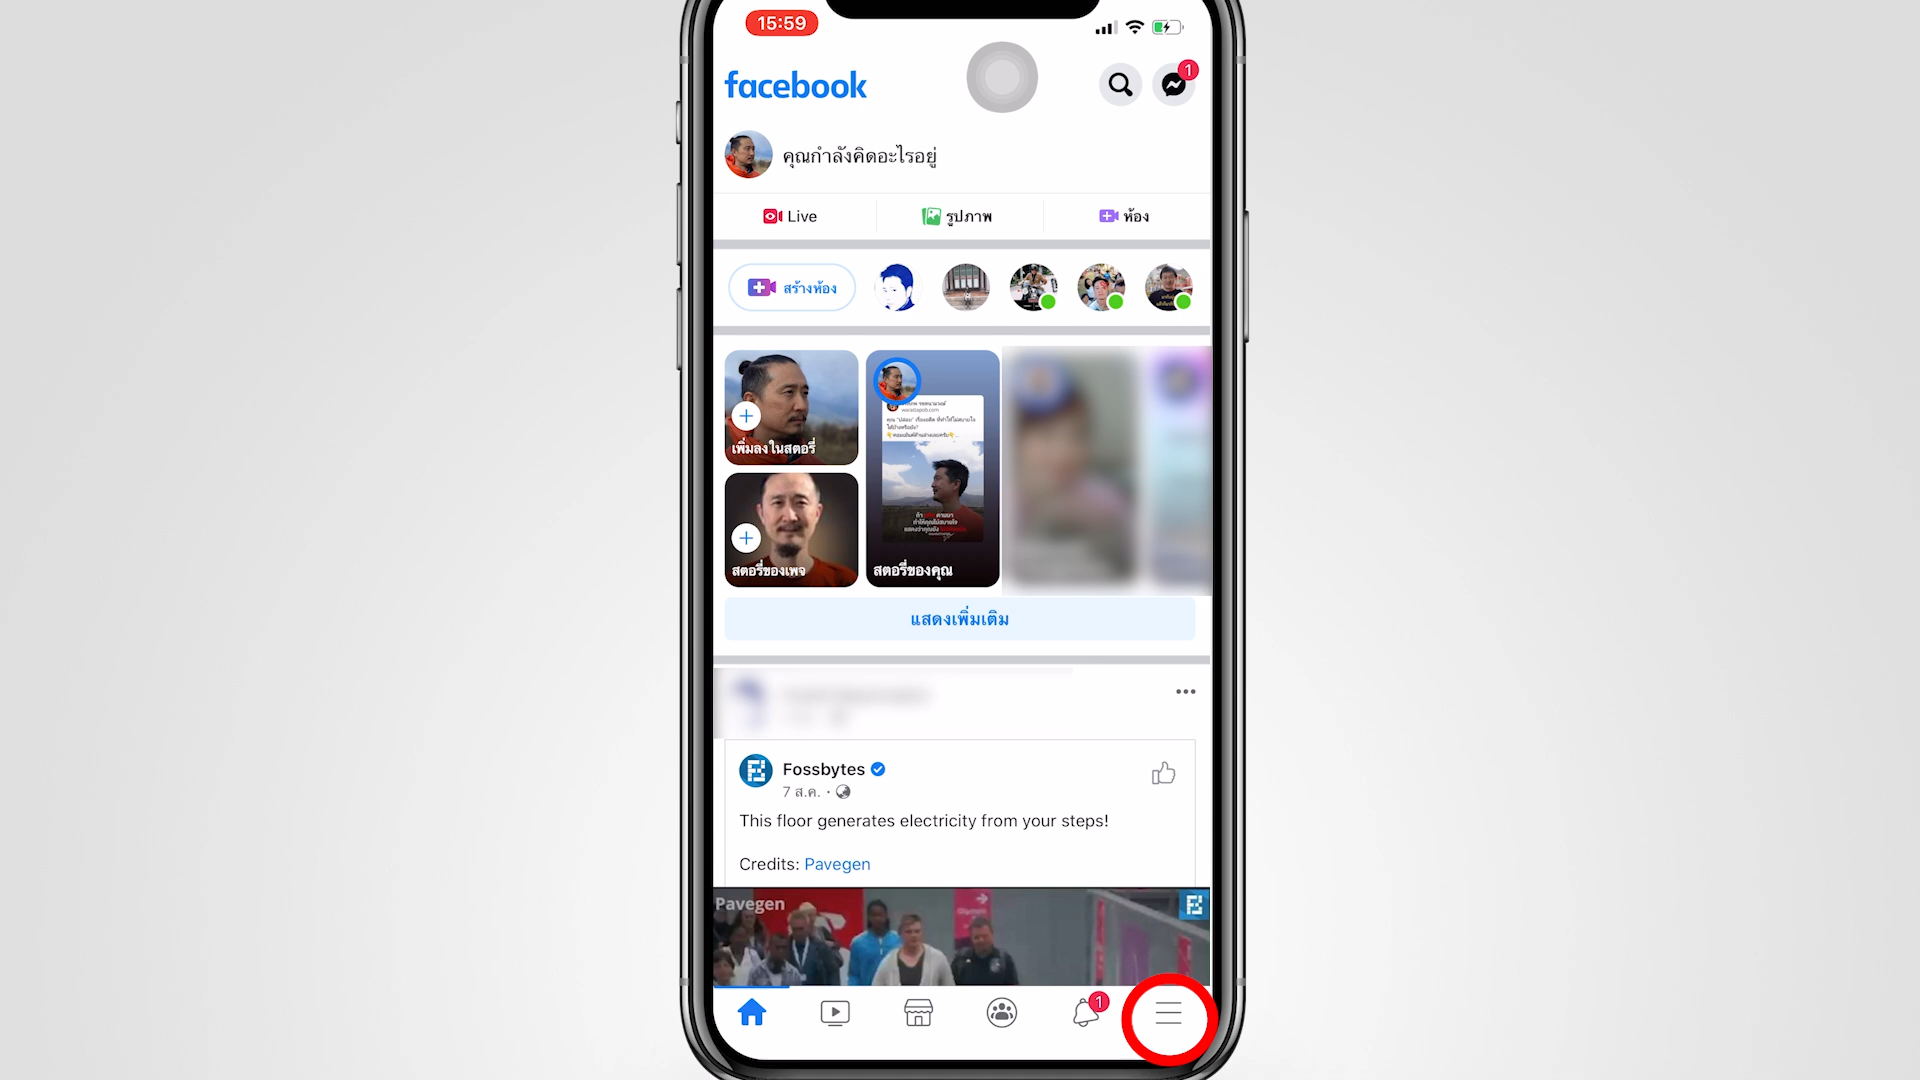 15:59
facebook
1
คุณกำลังคิดอะไรอยู่
Live
รูปภาพ
ห้อง
สร้างห้อง
waratlapob.com
เพิ่มลงในสตอรี่
สตอรี่ของเพจ
สตอรี่ของคุณ
แสดงเพิ่มเติม
Fossbytes
7 ส.ค. ·
This floor generates electricity from your steps!
Credits: Pavegen
Pavegen
1